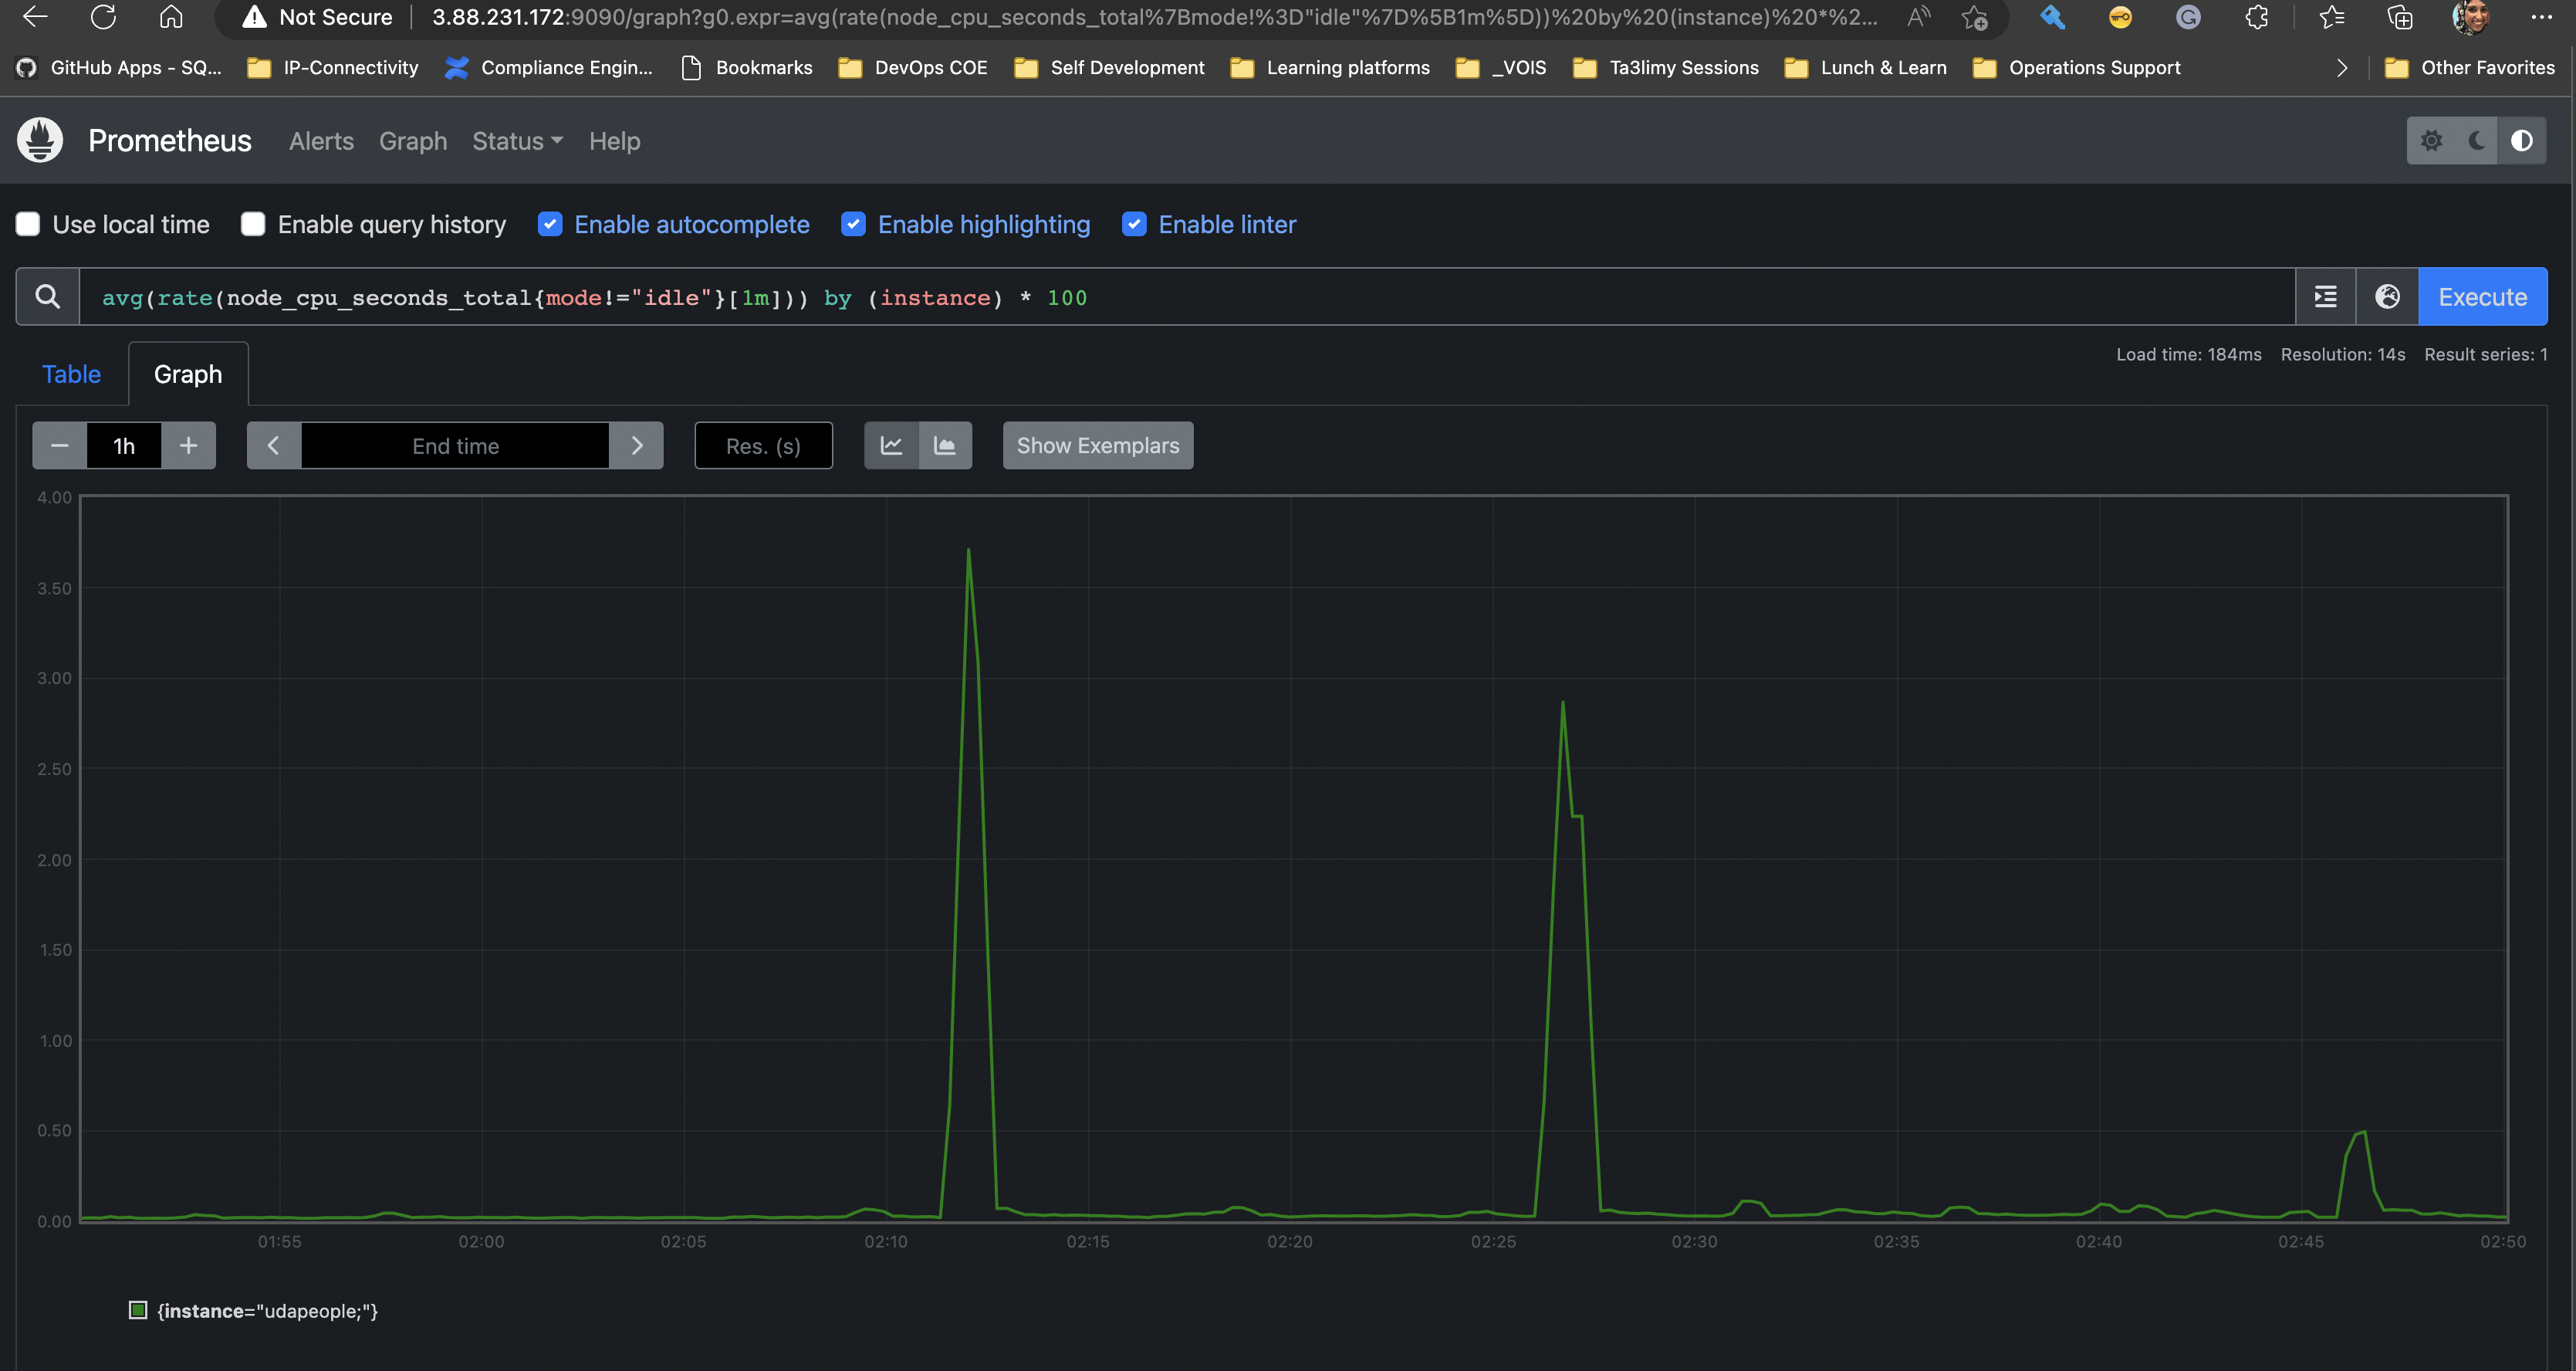 Not Secure 3.88.231.172:9090/graph?g0.expr=avg(rate(node_cpu_seconds_total%7Bmode!%3D"idle"%7D%5B1m%5D))%20by%20(instance)%20*%2...
GitHub Apps - SQ... IP-Connectivity Compliance Engin... Bookmarks DevOps COE Self Development Learning platforms _VOIS Ta3limy Sessions Lunch & Learn Operations Support Other Favorites
Prometheus Alerts Graph Status Help
Use local time Enable query history Enable autocomplete Enable highlighting Enable linter
avg(rate(node_cpu_seconds_total{mode!="idle"}[1m])) by (instance) * 100 Execute
Load time: 184ms Resolution: 14s Result series: 1
Table Graph
1h End time Res. (s) Show Exemplars
4.00
3.50
3.00
2.50
2.00
1.50
1.00
0.50
0.00
01:55 02:00 02:05 02:10 02:15 02:20 02:25 02:30 02:35 02:40 02:45 02:50
{instance="udapeople;"}